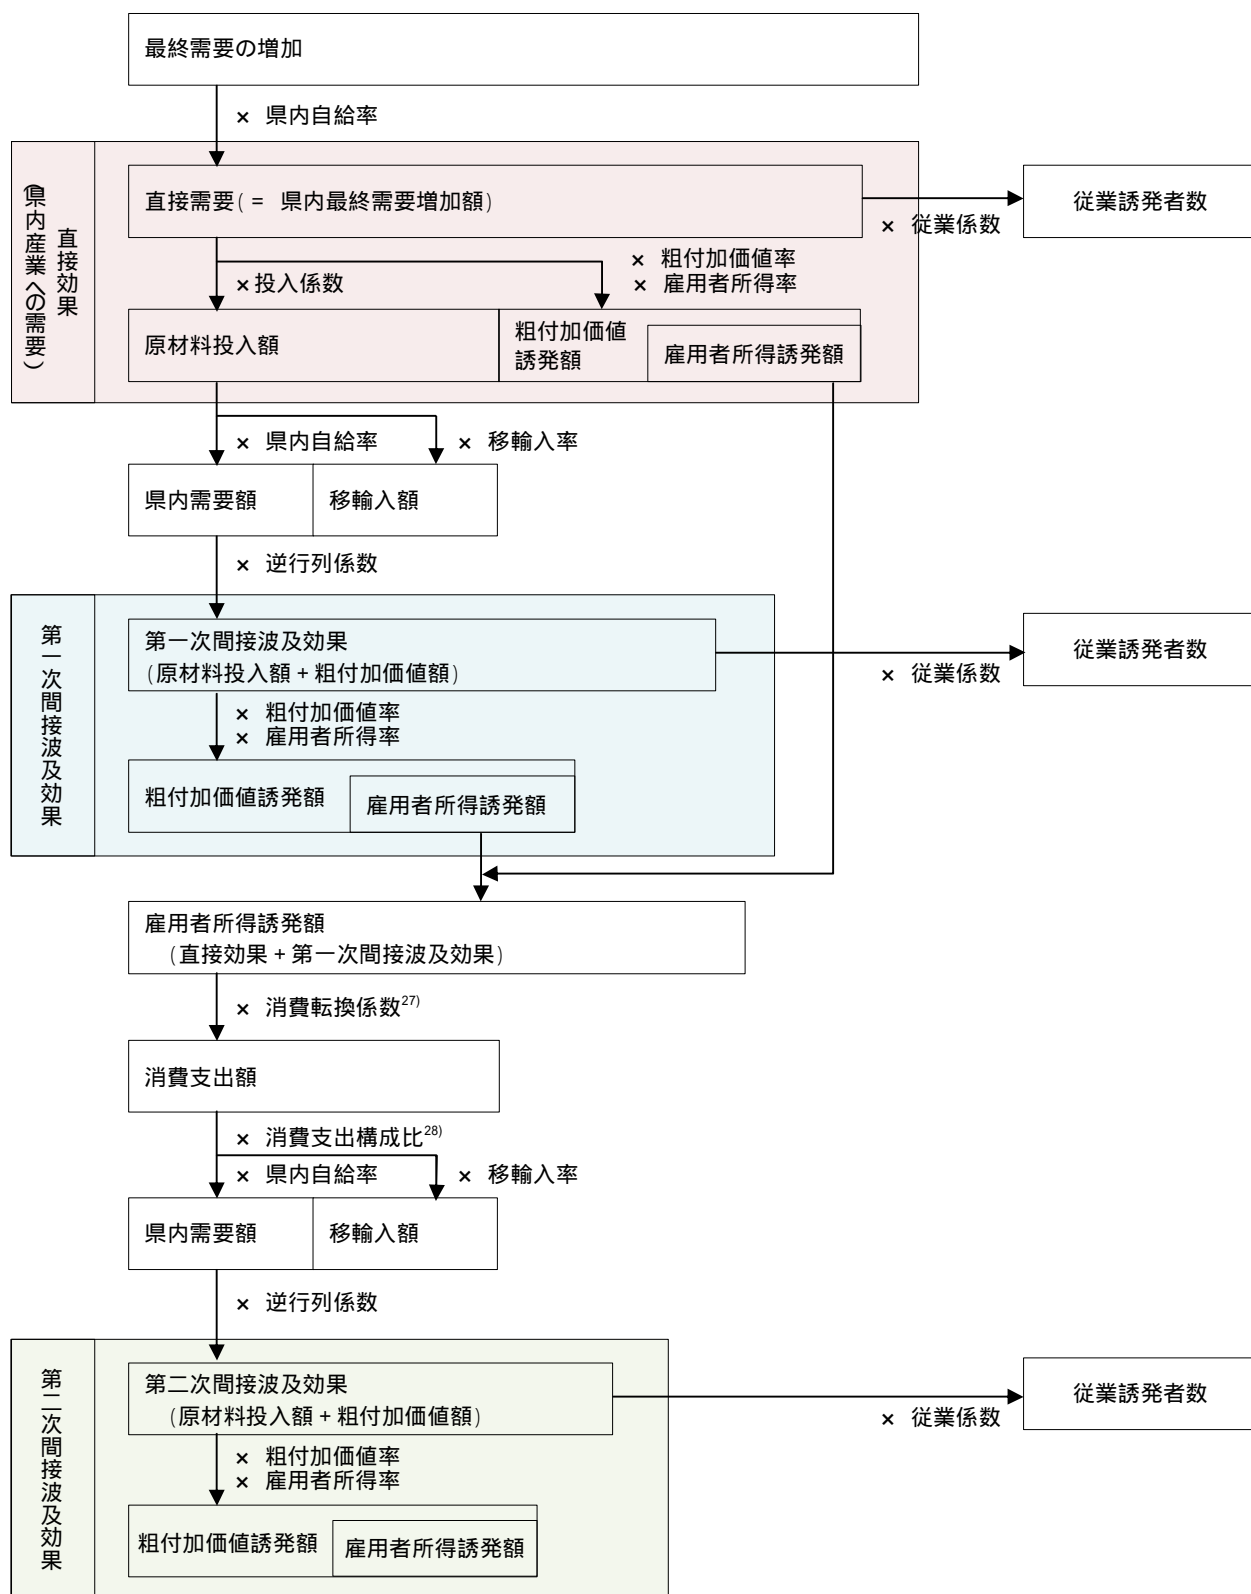 最終需要の増加
× 県内自給率
直接効果
(県内産業への需要)
直接需要(= 県内最終需要増加額)
× 従業係数
従業誘発者数
×投入係数
× 粗付加価値率
× 雇用者所得率
原材料投入額
粗付加価値
誘発額
雇用者所得誘発額
× 県内自給率
× 移輸入率
県内需要額
移輸入額
× 逆行列係数
第一次間接波及効果
第一次間接波及効果
(原材料投入額+粗付加価値額)
× 従業係数
従業誘発者数
× 粗付加価値率
× 雇用者所得率
粗付加価値誘発額
雇用者所得誘発額
雇用者所得誘発額
(直接効果+第一次間接波及効果)
× 消費転換係数27)
消費支出額
× 消費支出構成比28)
× 県内自給率
× 移輸入率
県内需要額
移輸入額
× 逆行列係数
第二次間接波及効果
第二次間接波及効果
(原材料投入額+粗付加価値額)
× 従業係数
従業誘発者数
× 粗付加価値率
× 雇用者所得率
粗付加価値誘発額
雇用者所得誘発額